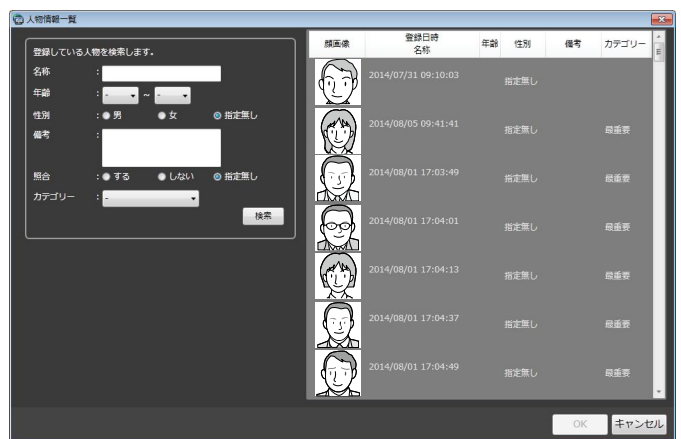 人物情報一覧
登録している人物を検索します。
名称 :
年齢 : - ~ -
性別 : 男 女 指定無し
備考 :
照合 : する しない 指定無し
カテゴリー : -
検索
顔画像 登録日時 名称 年齢 性別 備考 カテゴリー
2014/07/31 09:10:03
指定無し
2014/08/05 09:41:41
指定無し 最重要
2014/08/01 17:03:49
指定無し 最重要
2014/08/01 17:04:01
指定無し 最重要
2014/08/01 17:04:13
指定無し 最重要
2014/08/01 17:04:37
指定無し 最重要
2014/08/01 17:04:49
指定無し 最重要
OK キャンセル